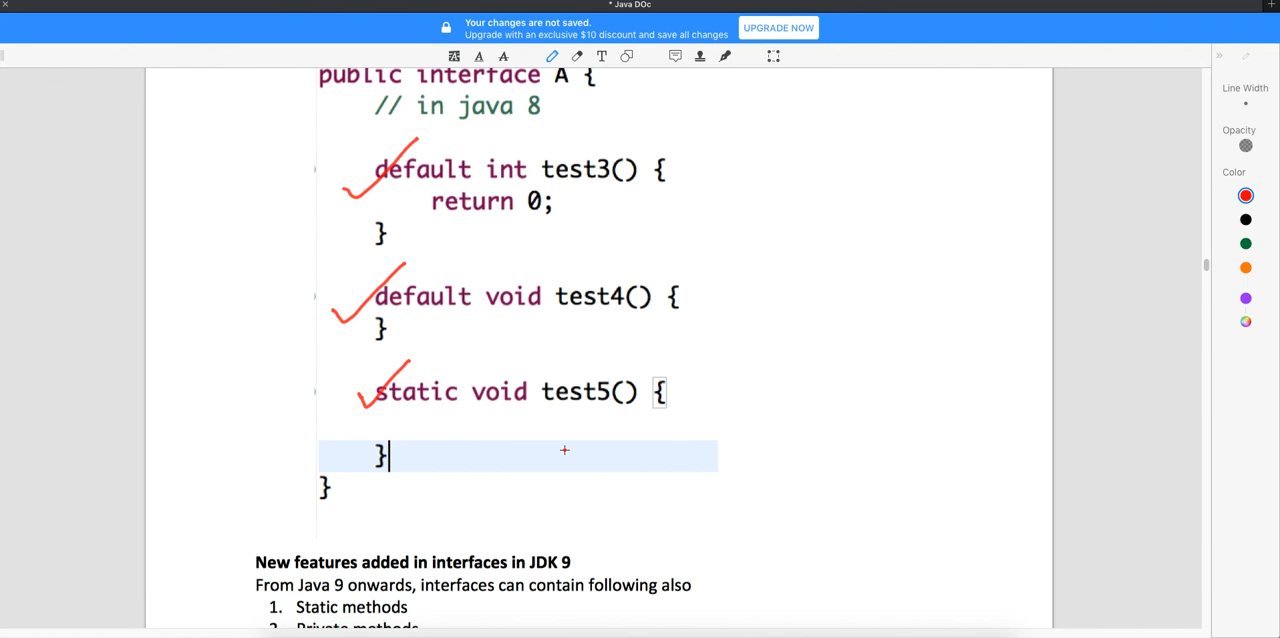 * Java DOc
Your changes are not saved.
Upgrade with an exclusive $10 discount and save all changes
UPGRADE NOW
Line Width
Opacity
Color
public interface A {
// in java 8
default int test3() {
return 0;
}
default void test4() {
}
static void test5() {
}
}
New features added in interfaces in JDK 9
From Java 9 onwards, interfaces can contain following also
1. Static methods
2. Private methods